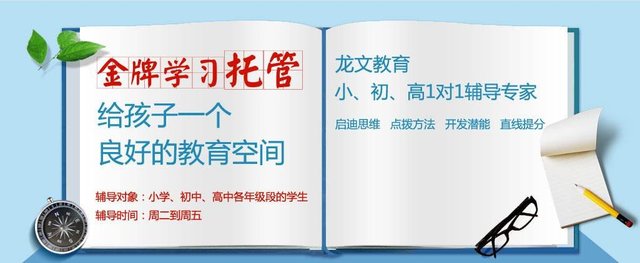 金牌学习托管
给孩子一个
良好的教育空间
辅导对象：小学、初中、高中各年级段的学生
辅导时间：周二到周五
龙文教育
小、初、高1对1辅导专家
启迪思维 点拨方法 开发潜能 直线提分